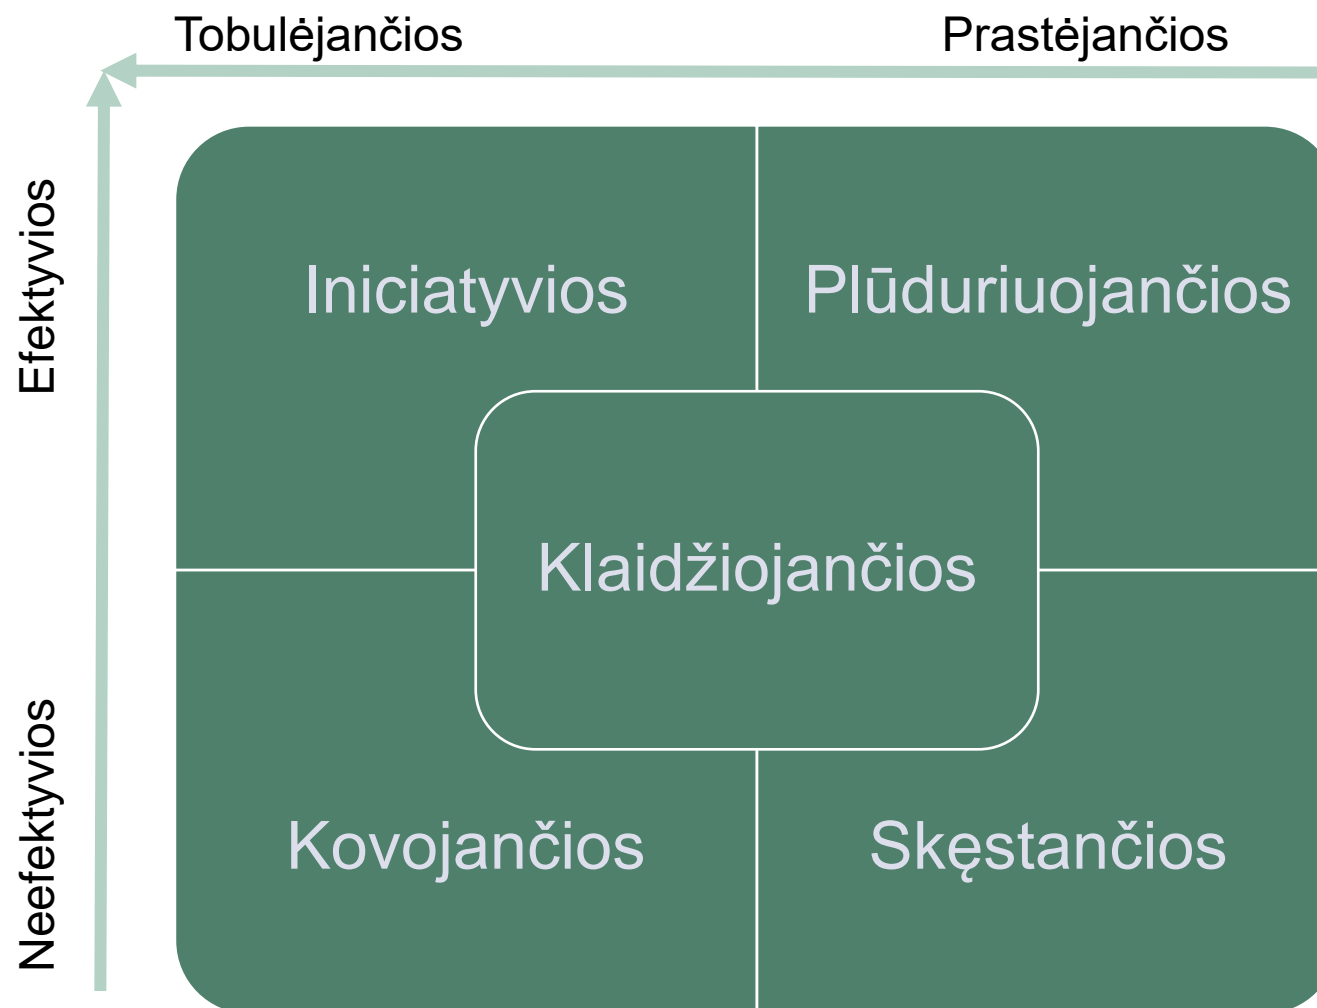 Tobulėjančios
Prastėjančios
Efektyvios
Iniciatyvios
Plūduriuojančios
Klaidžiojančios
Neefektyvios
Kovojančios
Skęstančios